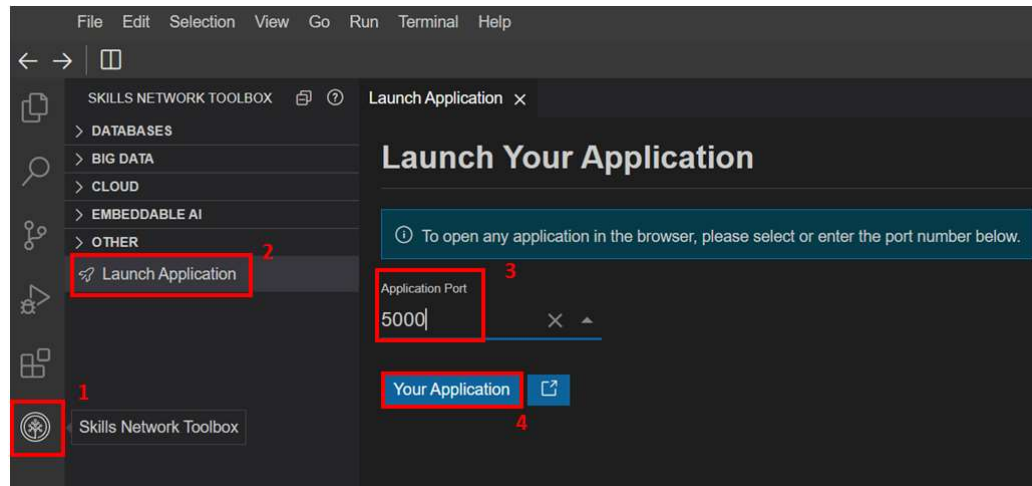 File Edit Selection View Go Run Terminal Help
SKILLS NETWORK TOOLBOX
DATABASES
BIG DATA
CLOUD
EMBEDDABLE AI
OTHER
2
Launch Application
1
Skills Network Toolbox
Launch Application
Launch Your Application
To open any application in the browser, please select or enter the port number below.
3
Application Port
5000
Your Application
4